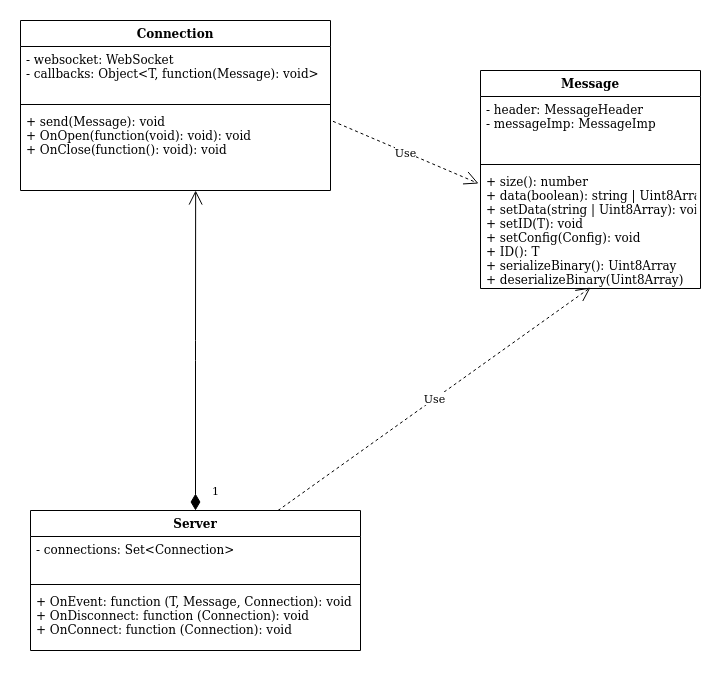 Connection
- websocket: WebSocket
- callbacks: Object<T, function(Message): void>
+ send(Message): void
+ OnOpen(function(void): void): void
+ OnClose(function(): void): void
Message
- header: MessageHeader
- messageImp: MessageImp
+ size(): number
+ data(boolean): string | Uint8Arra
+ setData(string | Uint8Array): voi
+ setID(T): void
+ setConfig(Config): void
+ ID(): T
+ serializeBinary(): Uint8Array
+ deserializeBinary(Uint8Array)
Use
Use
1
Server
- connections: Set<Connection>
+ OnEvent: function (T, Message, Connection): void
+ OnDisconnect: function (Connection): void
+ OnConnect: function (Connection): void